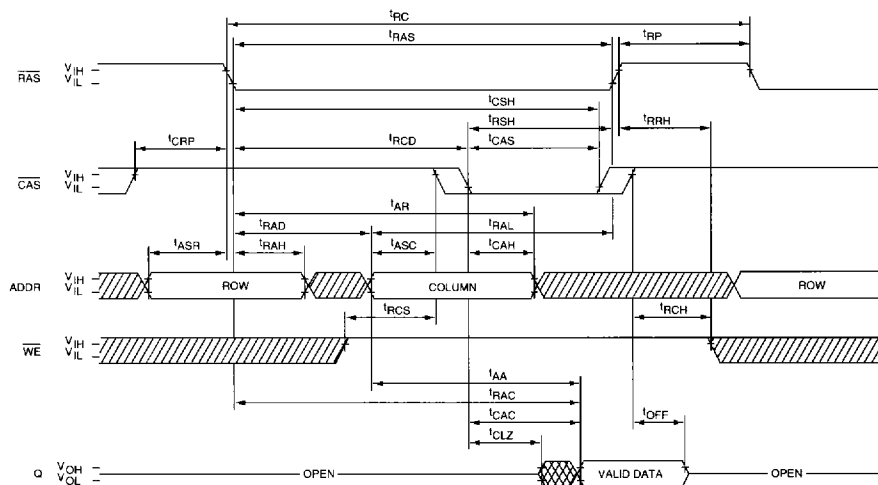 tRC
tRAS tRP
RAS VIH
VIL
tCSH
tRSH tRRH
tCRP tRCD tCAS
CAS VIH
VIL
tAR
tRAD tRAL
tASR tRAH tASC tCAH
ADDR VIH
VIL
ROW COLUMN ROW
tRCS tRCH
WE VIH
VIL
tAA
tRAC
tCAC tOFF
tCLZ
Q VOH
VOL
OPEN VALID DATA OPEN